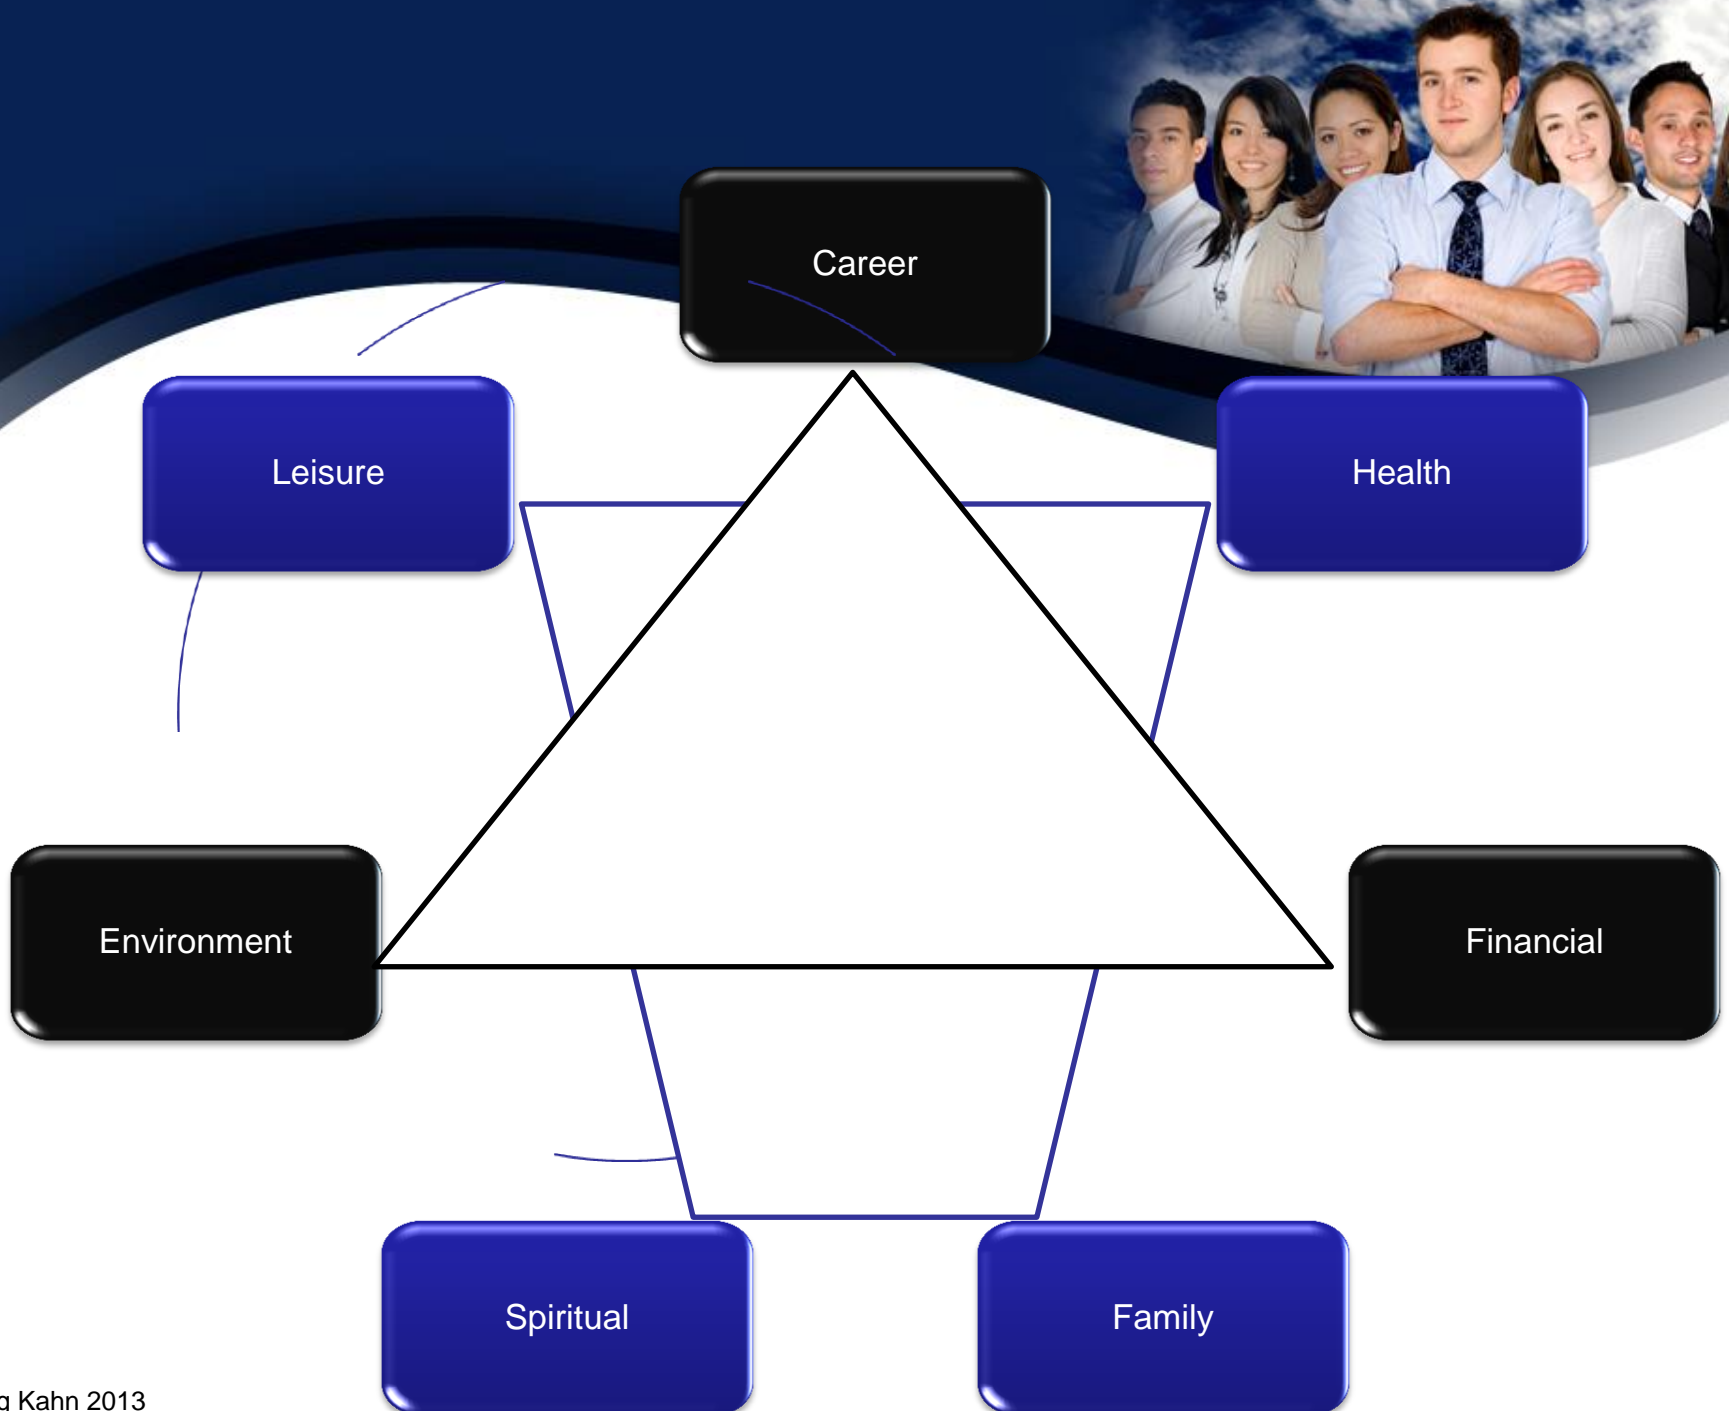 Career
Leisure
Health
Environment
Financial
Spiritual
Family
Kahn 2013